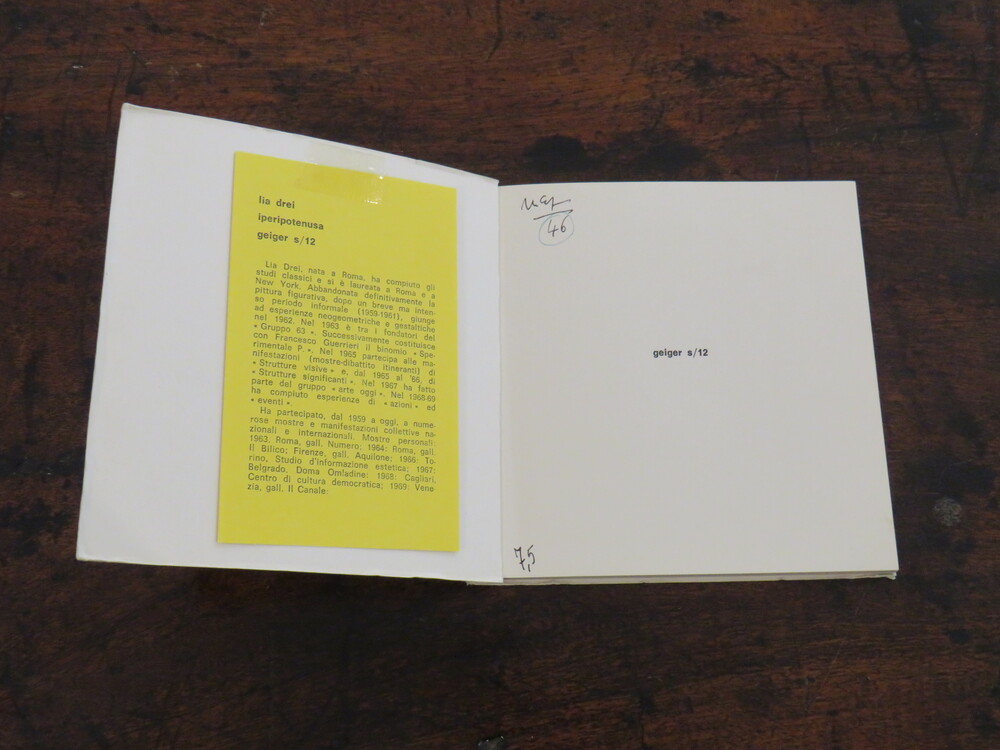 lia drei
iperipotenusa
geiger s/12
Lia Drei, nata a Roma, ha compiuto gli
studi classici e si è laureata a Roma e a
New York. Abbandonata definitivamente la
pittura figurativa, dopo un breve ma inten-
so periodo informale (1959-1961), giunge
ad esperienze neogeometriche e gestaltiche
nel 1962. Nel 1963 è tra i fondatori del
« Gruppo 63 ». Successivamente costituisce
con Francesco Guerrieri il binomio « Spe-
rimentale P. ». Nel 1965 partecipa alle ma-
nifestazioni (mostre-dibattito itineranti) di
« Strutture visive » e, dal 1965 al '66, di
« Strutture significanti ». Nel 1967 ha fatto
parte del gruppo « arte oggi ». Nel 1968-69
ha compiuto esperienze di « azioni » ed
« eventi ».
Ha partecipato, dal 1959 a oggi, a nume-
rose mostre e manifestazioni collettive na-
zionali e internazionali. Mostre personali:
1963, Roma, gall. Numero; 1964: Roma, gall.
Il Bilico; Firenze, gall. Aquilone; 1966: To-
rino, Studio d'informazione estetica; 1967:
Belgrado, Doma Omladine; 1968: Cagliari,
Centro di cultura democratica; 1969: Vene
zia, gall. Il Canale:
46
geiger s/12
7,5